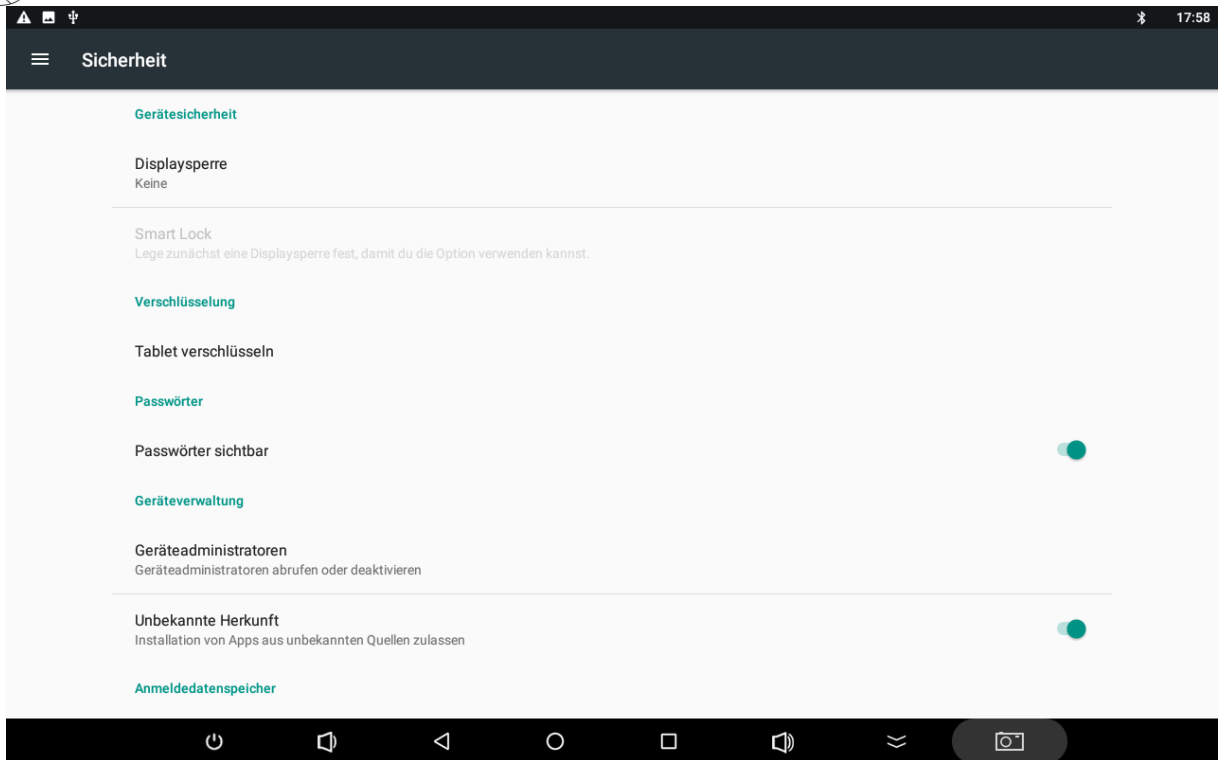 17:58
Sicherheit
Gerätesicherheit
Displaysperre
Keine
Smart Lock
Lege zunächst eine Displaysperre fest, damit du die Option verwenden kannst.
Verschlüsselung
Tablet verschlüsseln
Passwörter
Passwörter sichtbar
Geräteverwaltung
Geräteadministratoren
Geräteadministratoren abrufen oder deaktivieren
Unbekannte Herkunft
Installation von Apps aus unbekannten Quellen zulassen
Anmeldedatenspeicher